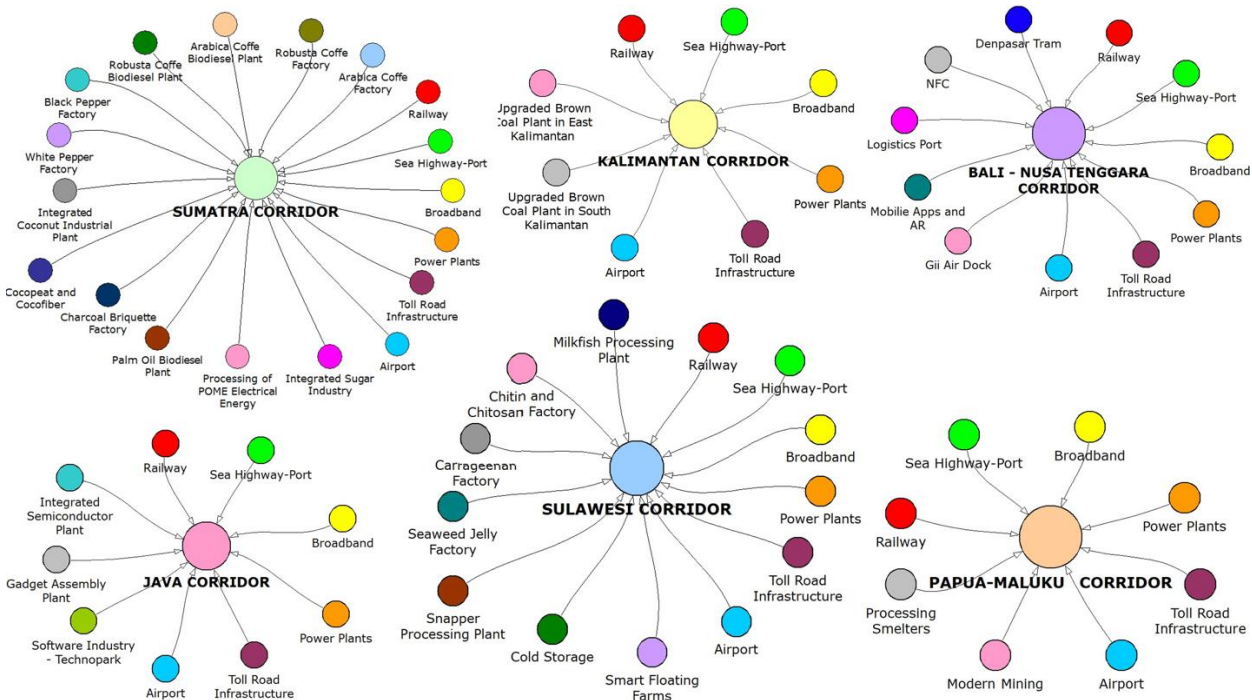 Arabica Coffe
Biodiesel Plant
Robusta Coffe
Factory
Robusta Coffe
Biodiesel Plant
Arabica Coffe
Factory
Black Pepper
Factory
Railway
White Pepper
Factory
Sea Highway-Port
SUMATRA CORRIDOR
Integrated
Coconut Industrial
Plant
Broadband
Power Plants
Cocopeat and
Cocofiber
Charcoal Briquette
Factory
Toll Road
Infrastructure
Palm Oil Biodiesel
Plant
Processing of
POME Electrical
Energy
Integrated Sugar
Industry
Airport
Railway
Sea Highway-Port
Upgraded Brown
Coal Plant in East
Kalimantan
Broadband
KALIMANTAN CORRIDOR
Upgraded Brown
Coal Plant in South
Kalimantan
Power Plants
Airport
Toll Road
Infrastructure
Denpasar Tram
Railway
NFC
Sea Highway-Port
Logistics Port
Broadband
BALI - NUSA TENGGARA
CORRIDOR
Mobilie Apps and
AR
Power Plants
Gii Air Dock
Airport
Toll Road
Infrastructure
Railway
Sea Highway-Port
Integrated
Semiconductor
Plant
Broadband
Gadget Assembly
Plant
JAVA CORRIDOR
Software Industry
- Technopark
Power Plants
Airport
Toll Road
Infrastructure
Milkfish Processing
Plant
Railway
Chitin and
Chitosan Factory
Sea Highway-Port
Carrageenan
Factory
Broadband
SULAWESI CORRIDOR
Seaweed Jelly
Factory
Power Plants
Snapper
Processing Plant
Toll Road
Infrastructure
Cold Storage
Smart Floating
Farms
Airport
Sea Highway-Port
Broadband
Railway
Power Plants
PAPUA-MALUKU CORRIDOR
Processing
Smelters
Toll Road
Infrastructure
Modern Mining
Airport